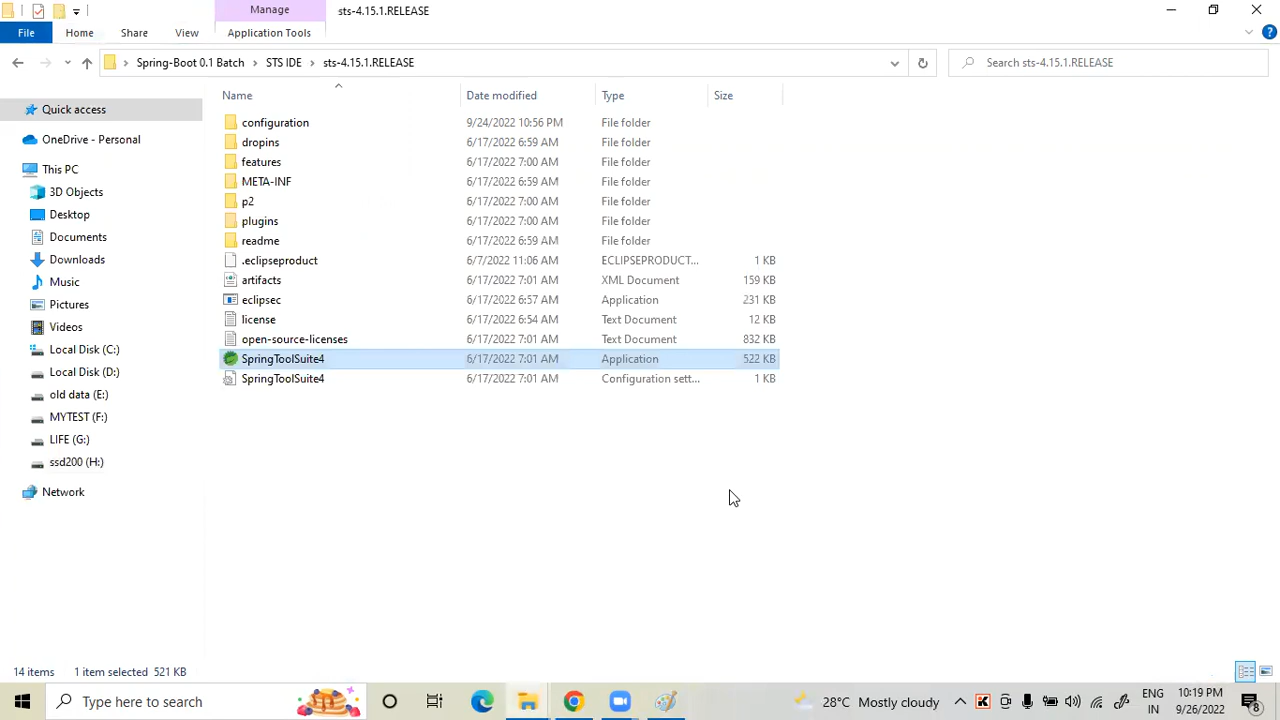 Manage
sts-4.15.1.RELEASE
File
Home
Share
View
Application Tools
Spring-Boot 0.1 Batch
STS IDE
sts-4.15.1.RELEASE
Search sts-4.15.1.RELEASE
Name
Date modified
Type
Size
Quick access
OneDrive - Personal
This PC
3D Objects
Desktop
Documents
Downloads
Music
Pictures
Videos
Local Disk (C:)
Local Disk (D:)
old data (E:)
MYTEST (F:)
LIFE (G:)
ssd200 (H:)
Network
configuration 9/24/2022 10:56 PM File folder
dropins 6/17/2022 6:59 AM File folder
features 6/17/2022 7:00 AM File folder
META-INF 6/17/2022 6:59 AM File folder
p2 6/17/2022 7:00 AM File folder
plugins 6/17/2022 7:00 AM File folder
readme 6/17/2022 6:59 AM File folder
.eclipseproduct 6/7/2022 11:06 AM ECLIPSEPRODUCT... 1 KB
artifacts 6/17/2022 7:01 AM XML Document 159 KB
eclipsec 6/17/2022 6:57 AM Application 231 KB
license 6/17/2022 6:54 AM Text Document 12 KB
open-source-licenses 6/17/2022 7:01 AM Text Document 832 KB
SpringToolSuite4 6/17/2022 7:01 AM Application 522 KB
SpringToolSuite4 6/17/2022 7:01 AM Configuration sett... 1 KB
14 items 1 item selected 521 KB
Type here to search
28°C Mostly cloudy
ENG
IN
10:19 PM
9/26/2022
8